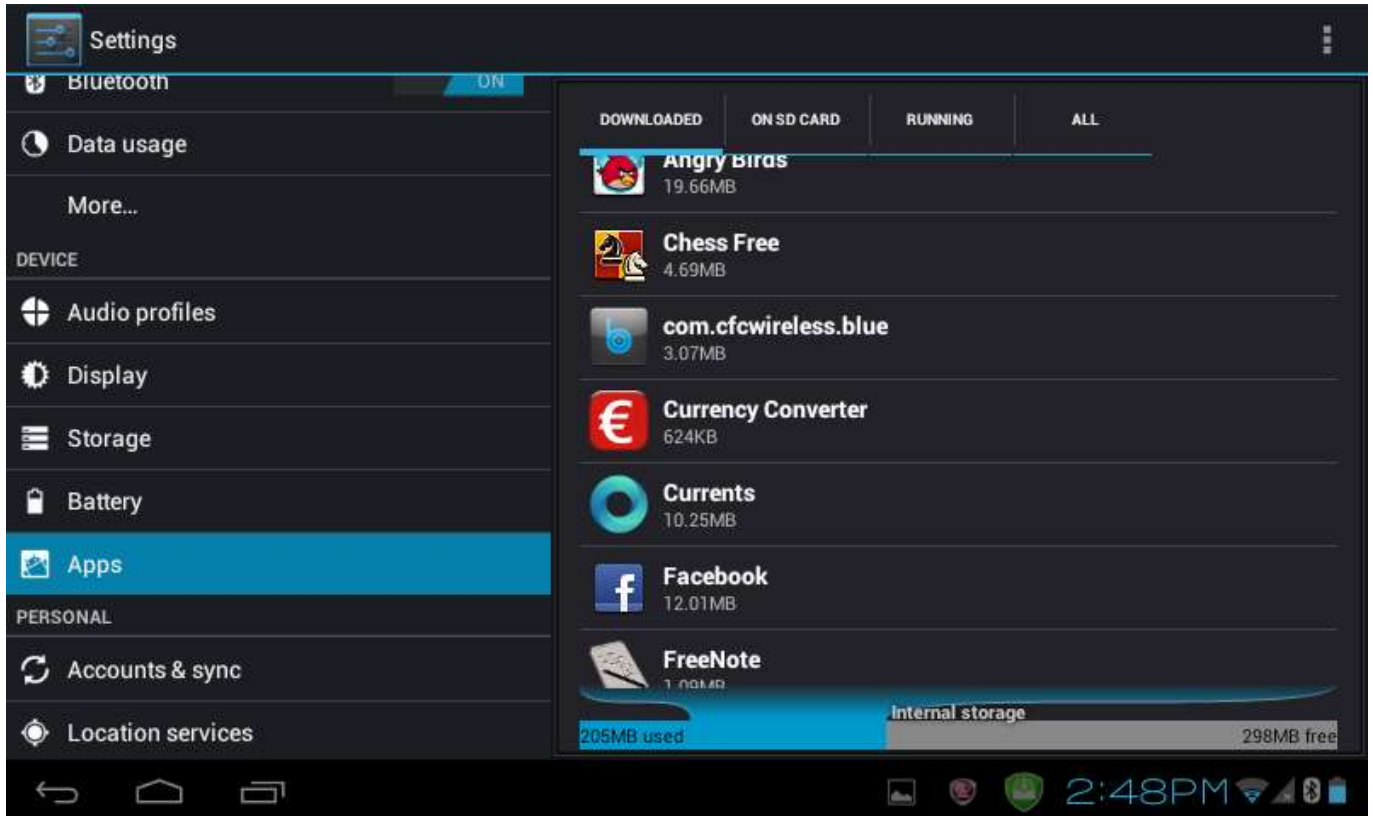 Settings
Bluetooth
ON
Data usage
More...
DEVICE
Audio profiles
Display
Storage
Battery
Apps
PERSONAL
Accounts & sync
Location services
DOWNLOADED
ON SD CARD
RUNNING
ALL
Angry Birds
19.66MB
Chess Free
4.69MB
com.cfcwireless.blue
3.07MB
Currency Converter
624KB
Currents
10.25MB
Facebook
12.01MB
FreeNote
1.09MB
Internal storage
205MB used
298MB free
2:48PM